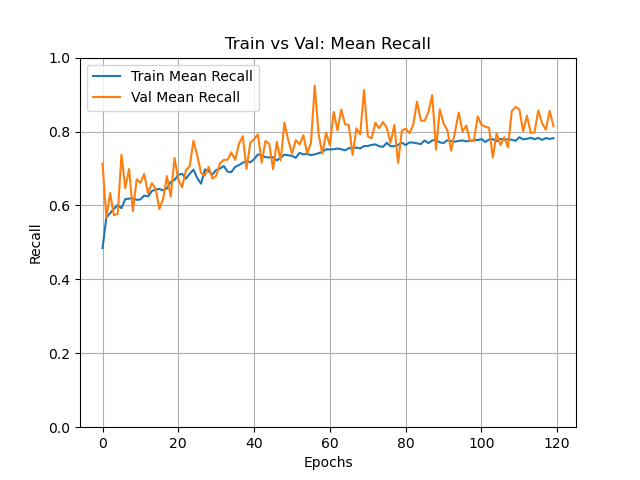 Train vs Val: Mean Recall
Train Mean Recall
Val Mean Recall
1.0
0.8
0.6
0.4
0.2
0.0
Recall
0 20 40 60 80 100 120
Epochs